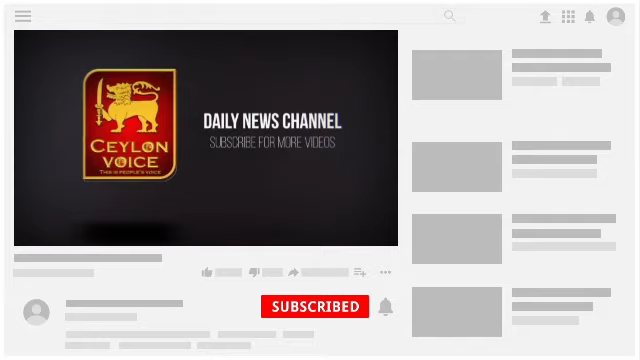 CEYLON
VOICE
THIS IS PEOPLE'S VOICE
DAILY NEWS CHANNEL
SUBSCRIBE FOR MORE VIDEOS
SUBSCRIBED